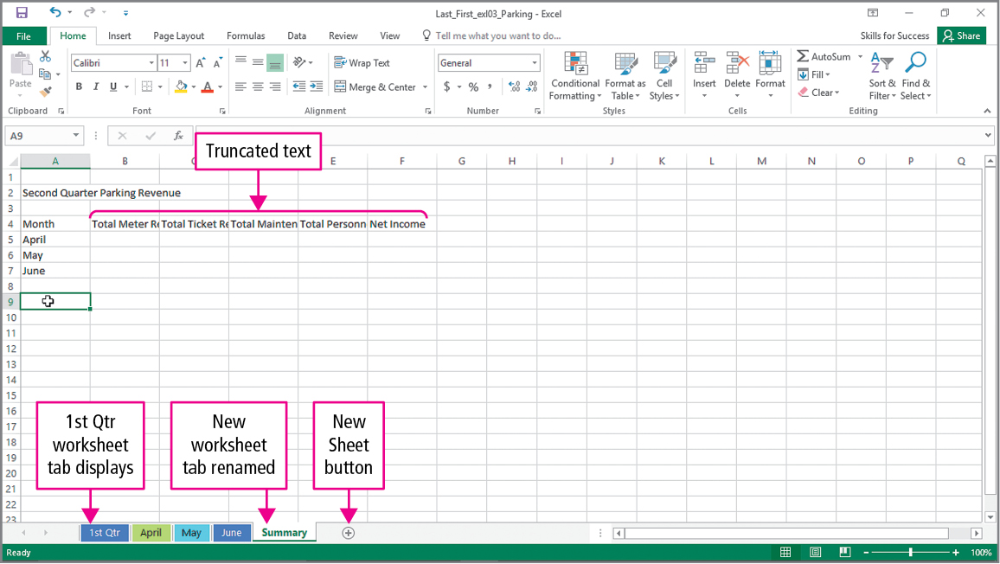 Last_First_exl03_Parking - Excel
File Home Insert Page Layout Formulas Data Review View Tell me what you want to do... Skills for Success Share
Paste
Calibri 11 A A
Wrap Text
General
Conditional Formatting
Format as Table
Cell Styles
Insert Delete Format
AutoSum
Fill
Clear
Sort & Filter
Find & Select
B I U A
Merge & Center
$ % , .00 .00
Clipboard Font Alignment Number Styles Cells Editing
A9 fx
Truncated text
A B C E F G H I J K L M N O P Q
1
2 Second Quarter Parking Revenue
3
4 Month Total Meter Re Total Ticket Re Total Mainten Total Personn Net Income
5 April
6 May
7 June
8
9
10
11
12
13
14
15
16
17
18
19
20
21
22
23
1st Qtr
worksheet
tab displays
New
worksheet
tab renamed
New
Sheet
button
1st Qtr April May June Summary
Ready 100%